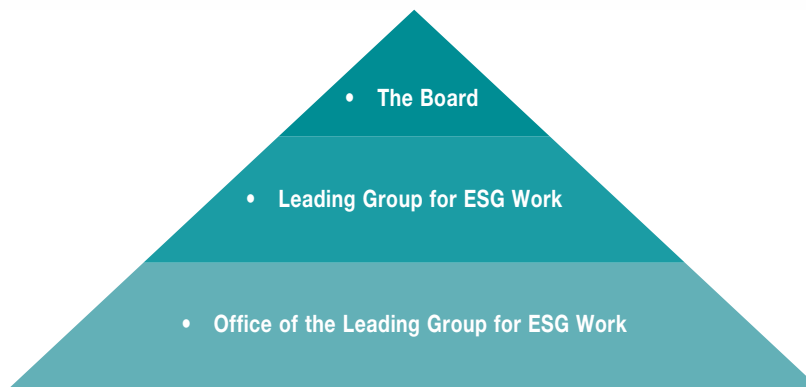 • The Board
• Leading Group for ESG Work
• Office of the Leading Group for ESG Work